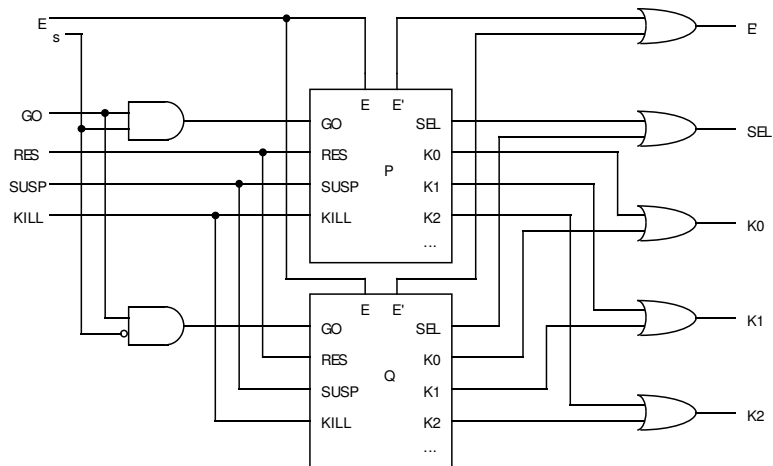 E
s
E'
E E'
GO
GO SEL SEL
RES
RES K0
P
SUSP
SUSP K1
KILL
KILL K2
K0
...
E E'
K1
GO SEL
RES K0
Q
SUSP K1
K2
KILL K2
...